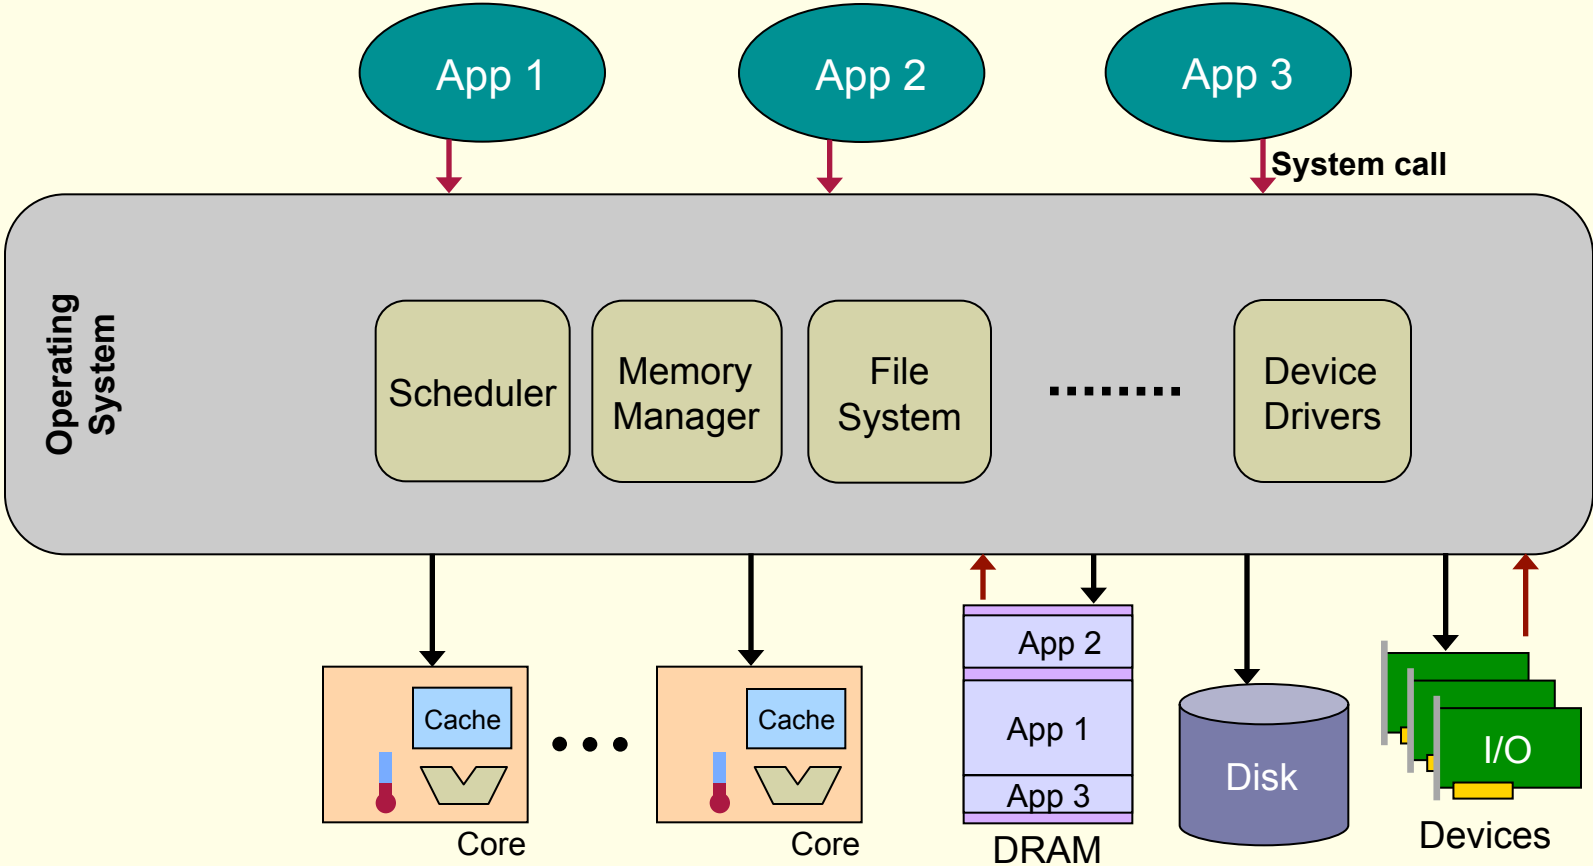 App 1
App 2
App 3
System call
Operating
System
Scheduler
Memory
Manager
File
System
Device
Drivers
Cache
Core
Cache
Core
App 2
App 1
App 3
DRAM
Disk
I/O
Devices